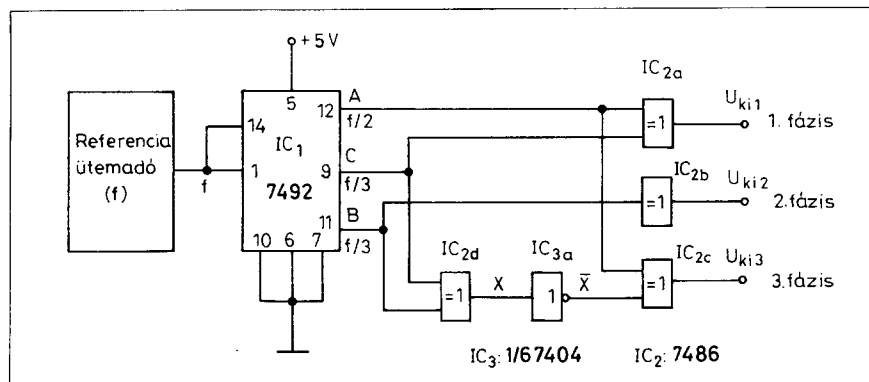 +5V
IC2a
Referencia
ütemadó
(f)
f
14
1
5
IC1
7492
10 6 7
12
9
11
A
f/2
C
f/3
B
f/3
=1
Uki1
1. fázis
IC2b
=1
Uki2
2. fázis
IC2d
=1
X
IC3a
1
X̅
IC2c
=1
Uki3
3. fázis
IC3: 1/6 7404
IC2: 7486